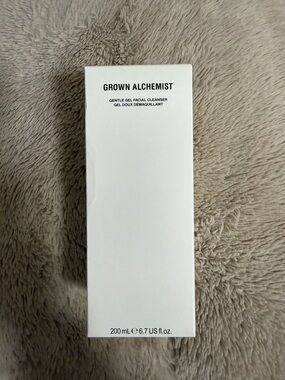 GROWN ALCHEMIST
GENTLE GEL FACIAL CLEANSER
GEL DOUX DÉMAQUILLANT
200 mL ℮ 6.7 US fl.oz.